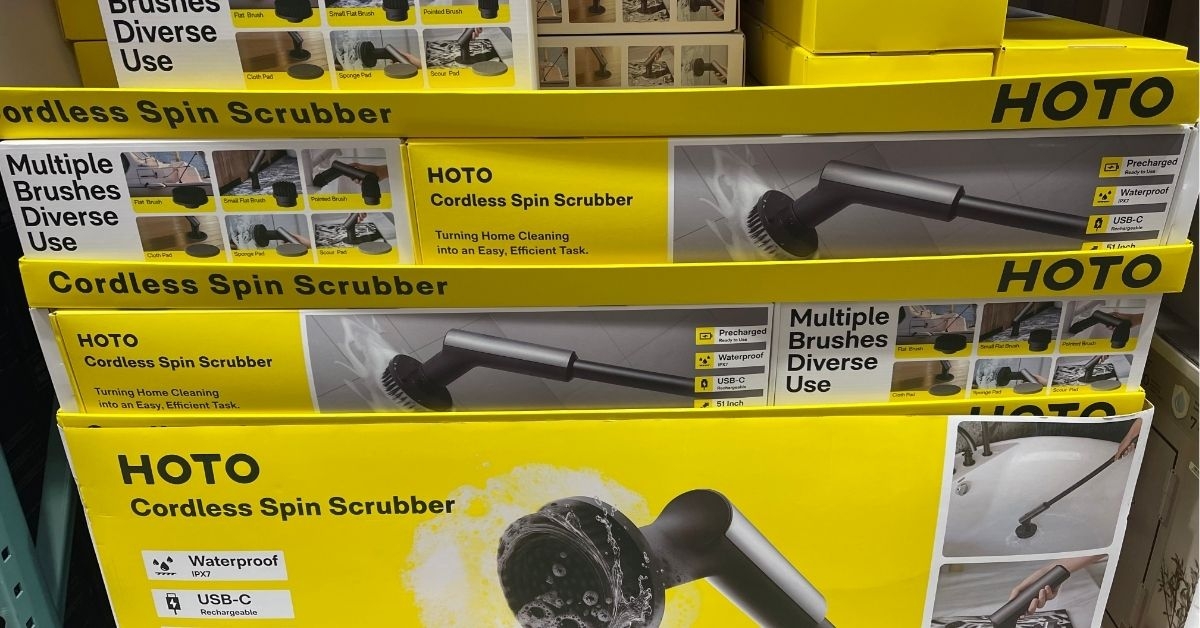 Brushes
Diverse
Use
Flat Brush
Small Flat Brush
Pointed Brush
Cloth Pad
Sponge Pad
Scour Pad
ordless Spin Scrubber
HOTO
Multiple
Brushes
Diverse
Use
Flat Brush
Small Flat Brush
Pointed Brush
Cloth Pad
Sponge Pad
Scour Pad
HOTO
Cordless Spin Scrubber
Turning Home Cleaning
into an Easy, Efficient Task.
Precharged
Ready to Use
Waterproof
IPX7
USB-C
Rechargeable
51 Inch
Cordless Spin Scrubber
HOTO
HOTO
Cordless Spin Scrubber
Turning Home Cleaning
into an Easy, Efficient Task.
Precharged
Ready to Use
Waterproof
IPX7
USB-C
Rechargeable
51 Inch
Multiple
Brushes
Diverse
Use
Flat Brush
Small Flat Brush
Pointed Brush
Cloth Pad
Sponge Pad
Scour Pad
HOTO
HOTO
Cordless Spin Scrubber
Waterproof
IPX7
USB-C
Rechargeable